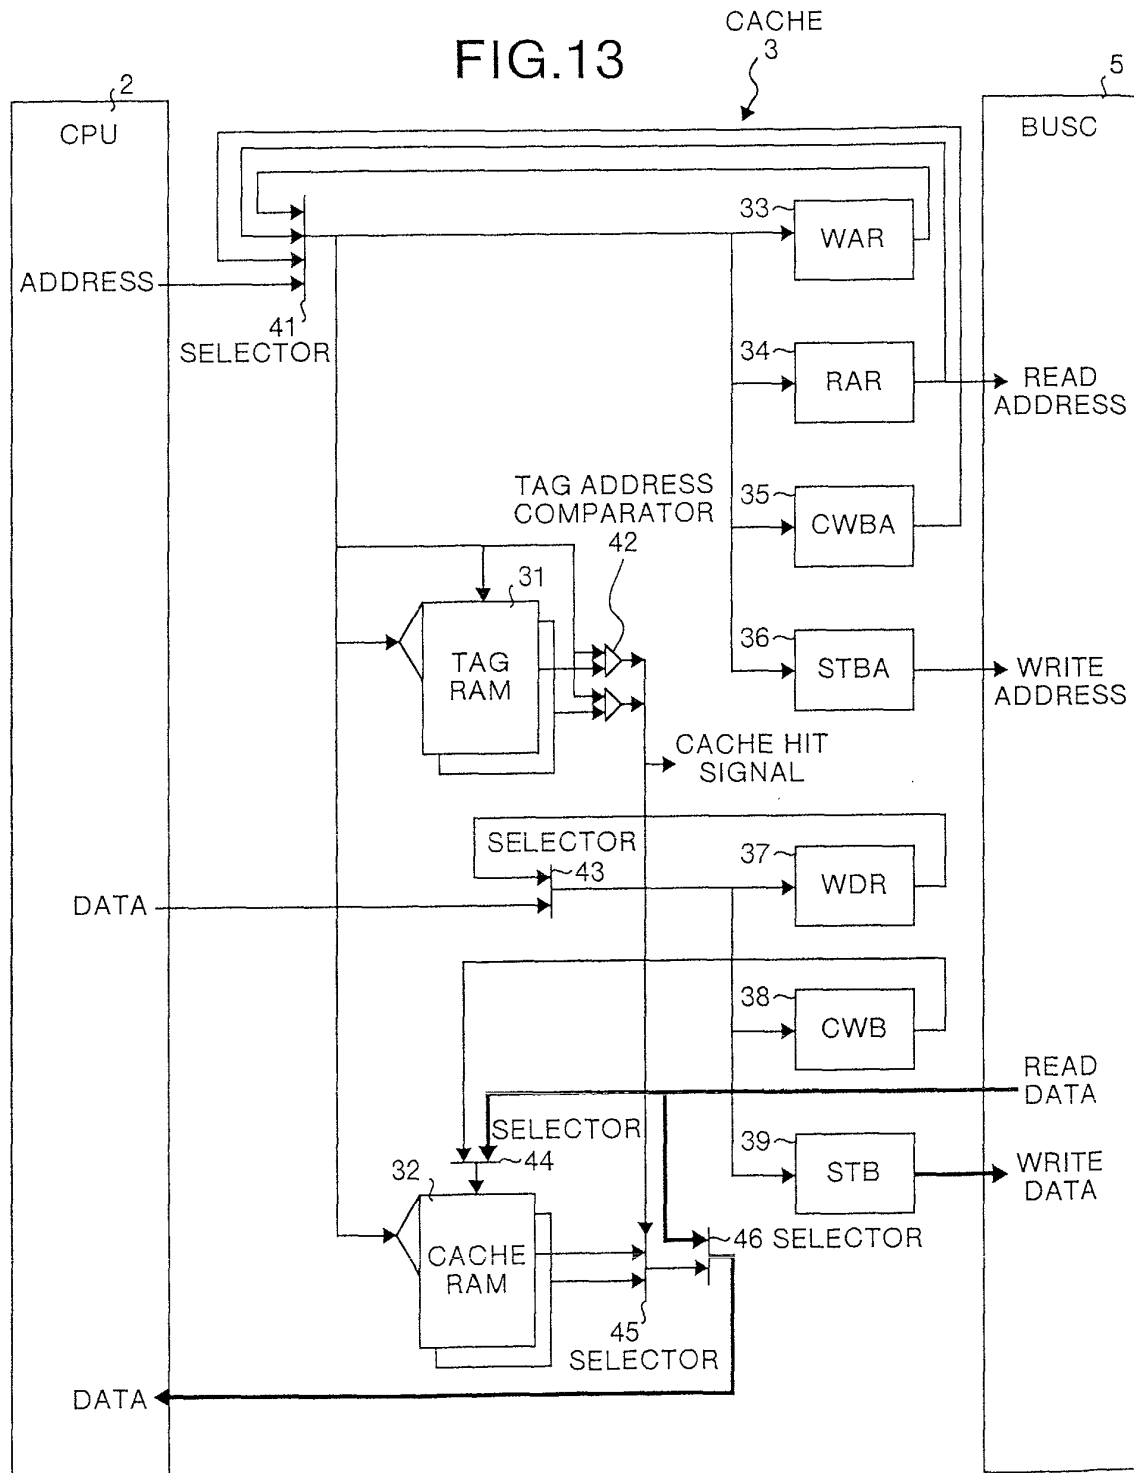 FIG.13
CACHE
3
2
CPU
5
BUSC
33
WAR
ADDRESS
41
SELECTOR
34
RAR
READ
ADDRESS
TAG ADDRESS
COMPARATOR
42
35
CWBA
31
TAG
RAM
36
STBA
WRITE
ADDRESS
CACHE HIT
SIGNAL
SELECTOR
43
37
WDR
DATA
38
CWB
READ
DATA
SELECTOR
44
39
STB
WRITE
DATA
32
CACHE
RAM
46 SELECTOR
45
SELECTOR
DATA